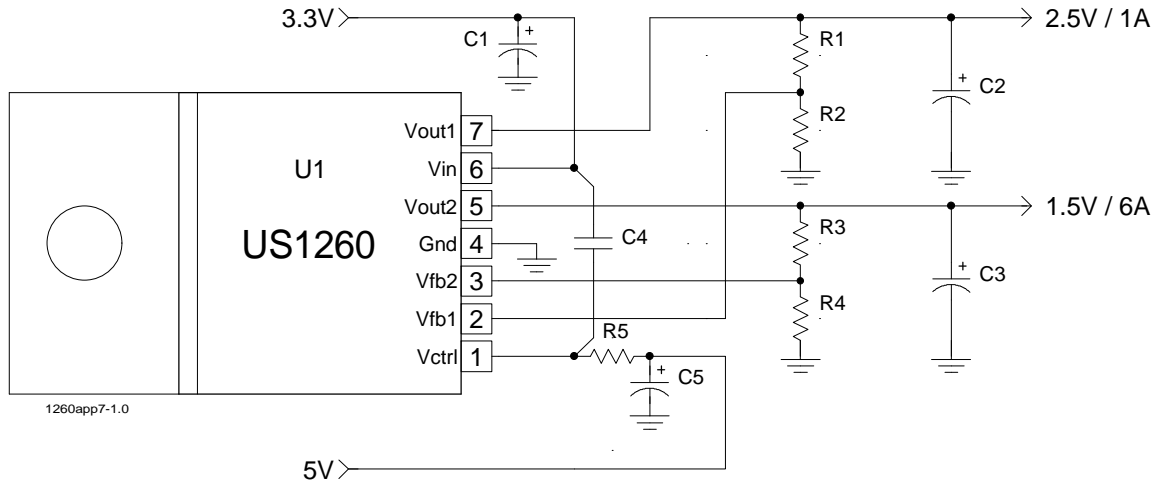 3.3V
2.5V / 1A
C1
+
R1
+
C2
R2
Vout1 7
U1
Vin 6
Vout2 5
1.5V / 6A
US1260
C4
R3
Gnd 4
+
C3
Vfb2 3
R4
Vfb1 2
R5
Vctrl 1
+
C5
1260app7-1.0
5V